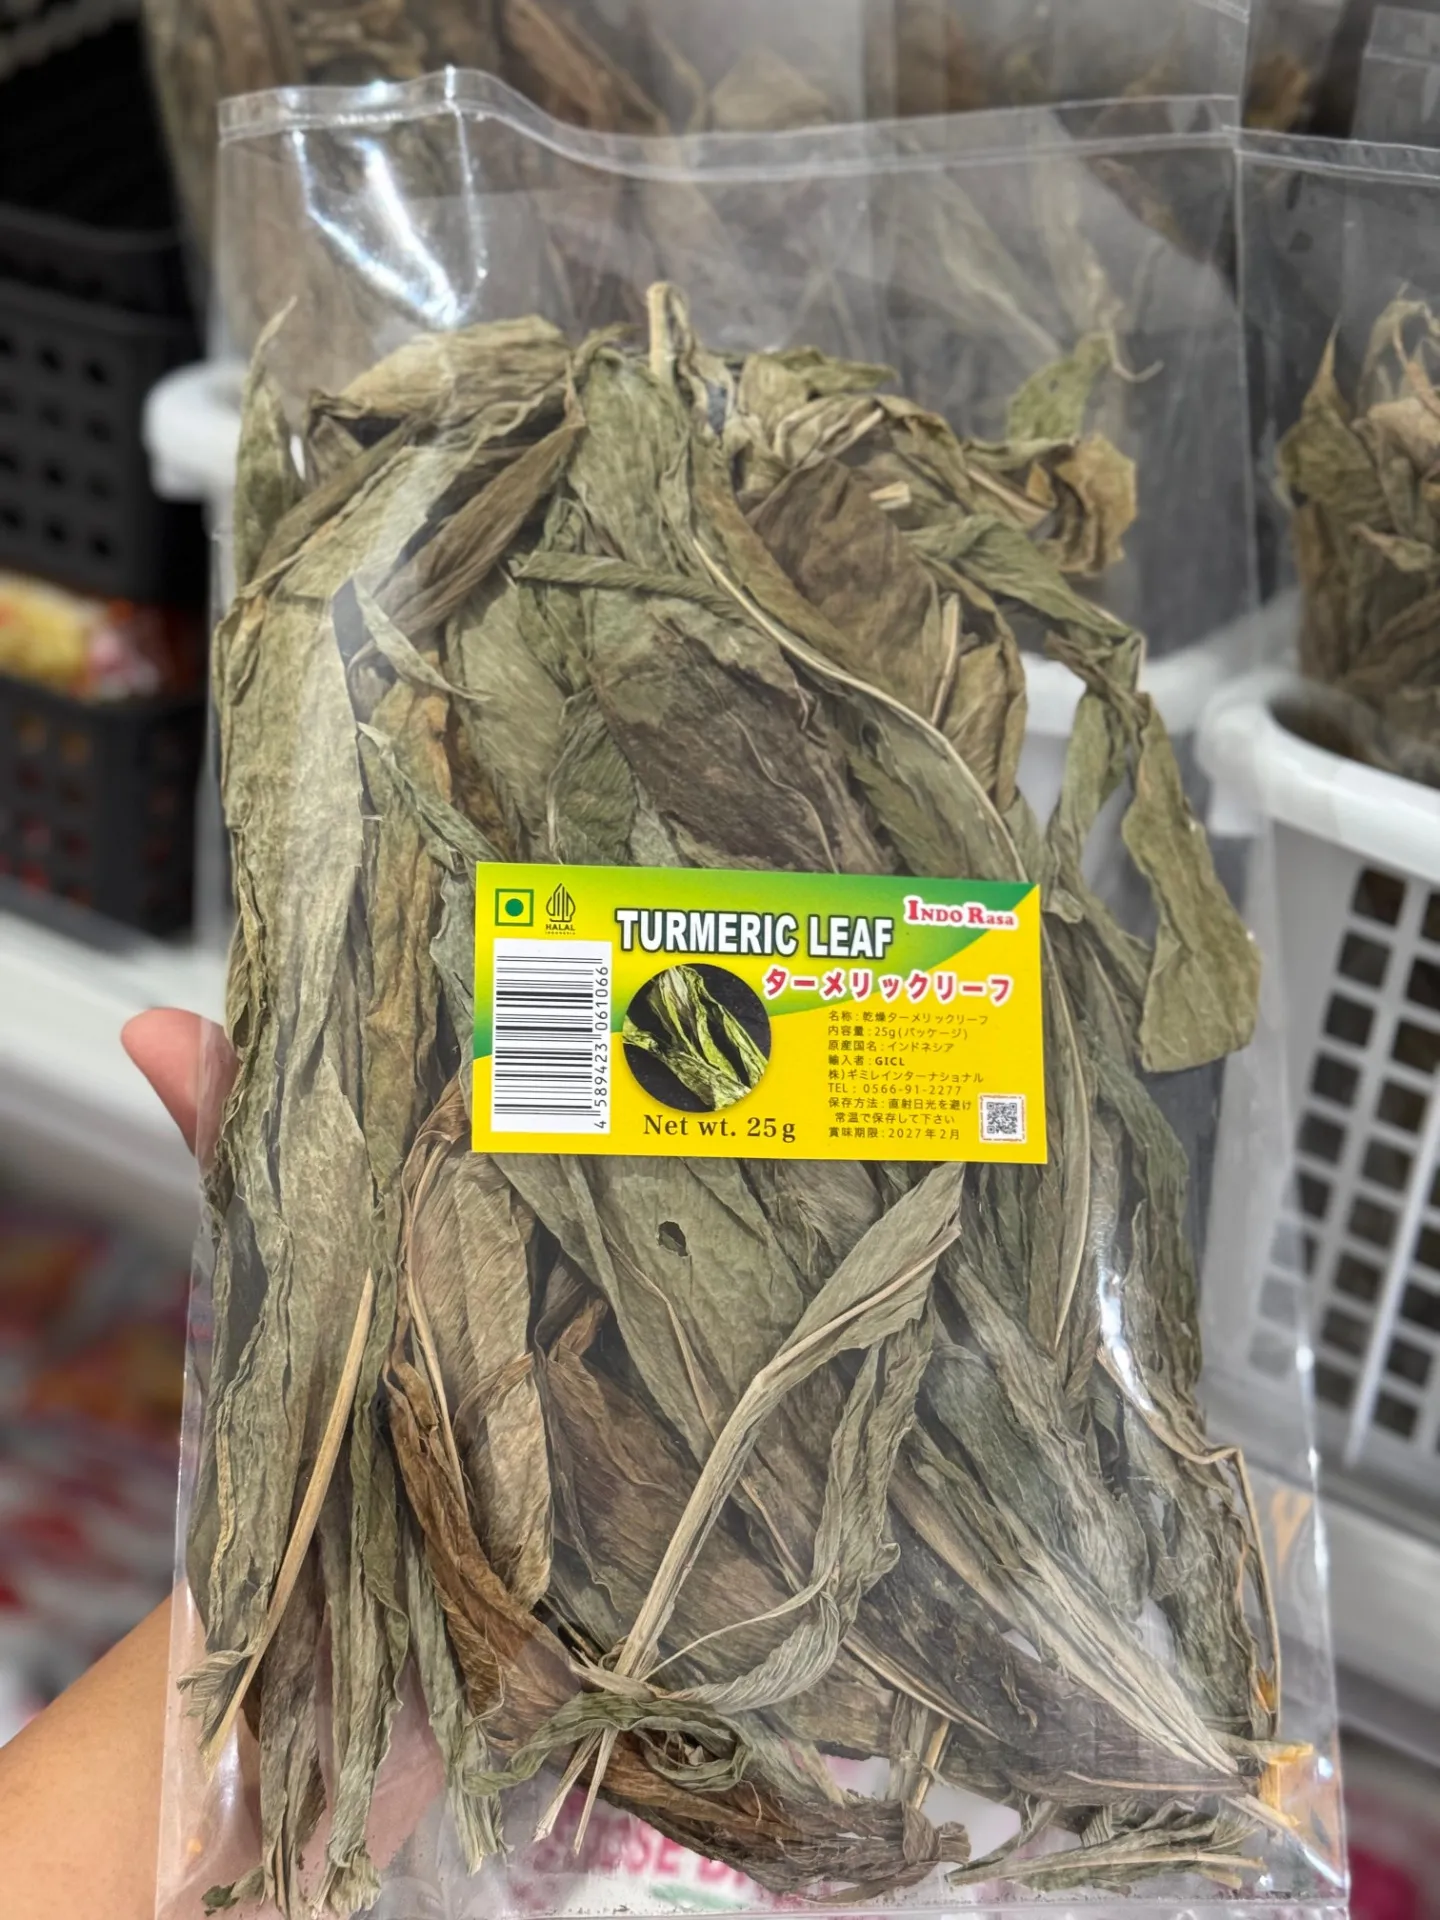 HALAL
INDONESIA
TURMERIC LEAF
INDO RASA
ターメリックリーフ
4 589423 061066
名称:乾燥ターメリックリーフ
内容量:25g(パッケージ)
原産国名:インドネシア
輸入者:GICL
株)ギミレインターナショナル
TEL: 0566-91-2277
保存方法:直射日光を避け
常温で保存して下さい
賞味期限:2027年2月
Net wt. 25g